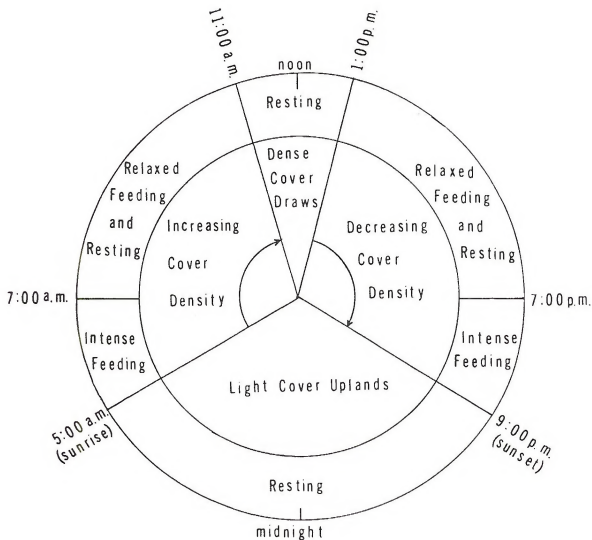 11:00 a.m.
1:00 p.m.
noon
Resting
Dense
Cover
Draws
Relaxed
Feeding
and
Resting
Increasing
Cover
Density
Decreasing
Cover
Density
Relaxed
Feeding
and
Resting
7:00 a.m.
7:00 p.m.
Intense
Feeding
Intense
Feeding
Light Cover Uplands
5:00 a.m.
(sunrise)
9:00 p.m.
(sunset)
Resting
midnight